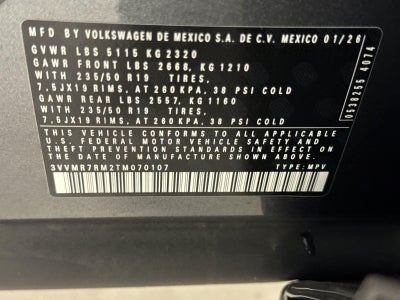 MFD BY VOLKSWAGEN DE MEXICO S.A. DE C.V. MEXICO 01/26
GVWR LBS 5115 KG 2320
GAWR FRONT LBS 2668, KG 1210
WITH 235/50 R19 TIRES,
7.5JX19 RIMS, AT 260KPA, 38 PSI COLD
GAWR REAR LBS 2557, KG 1160
WITH 235/50 R19 TIRES,
7.5JX19 RIMS, AT 260KPA, 38 PSI COLD
THIS VEHICLE CONFORMS TO ALL APPLICABLE
U.S. FEDERAL MOTOR VEHICLE SAFETY AND
THEFT PREVENTION STANDARDS IN EFFECT ON
THE DATE OF MANUFACTURE SHOWN ABOVE
3VVMR7RM2TM070107 TYPE: MPV
0538255 4074